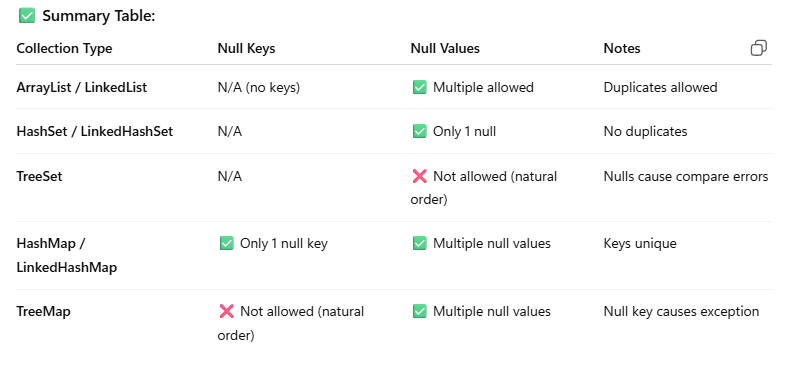 ✅ Summary Table:
Collection Type Null Keys Null Values Notes
ArrayList / LinkedList N/A (no keys) ✅ Multiple allowed Duplicates allowed
HashSet / LinkedHashSet N/A ✅ Only 1 null No duplicates
TreeSet N/A ❌ Not allowed (natural order) Nulls cause compare errors
HashMap / LinkedHashMap ✅ Only 1 null key ✅ Multiple null values Keys unique
TreeMap ❌ Not allowed (natural order) ✅ Multiple null values Null key causes exception